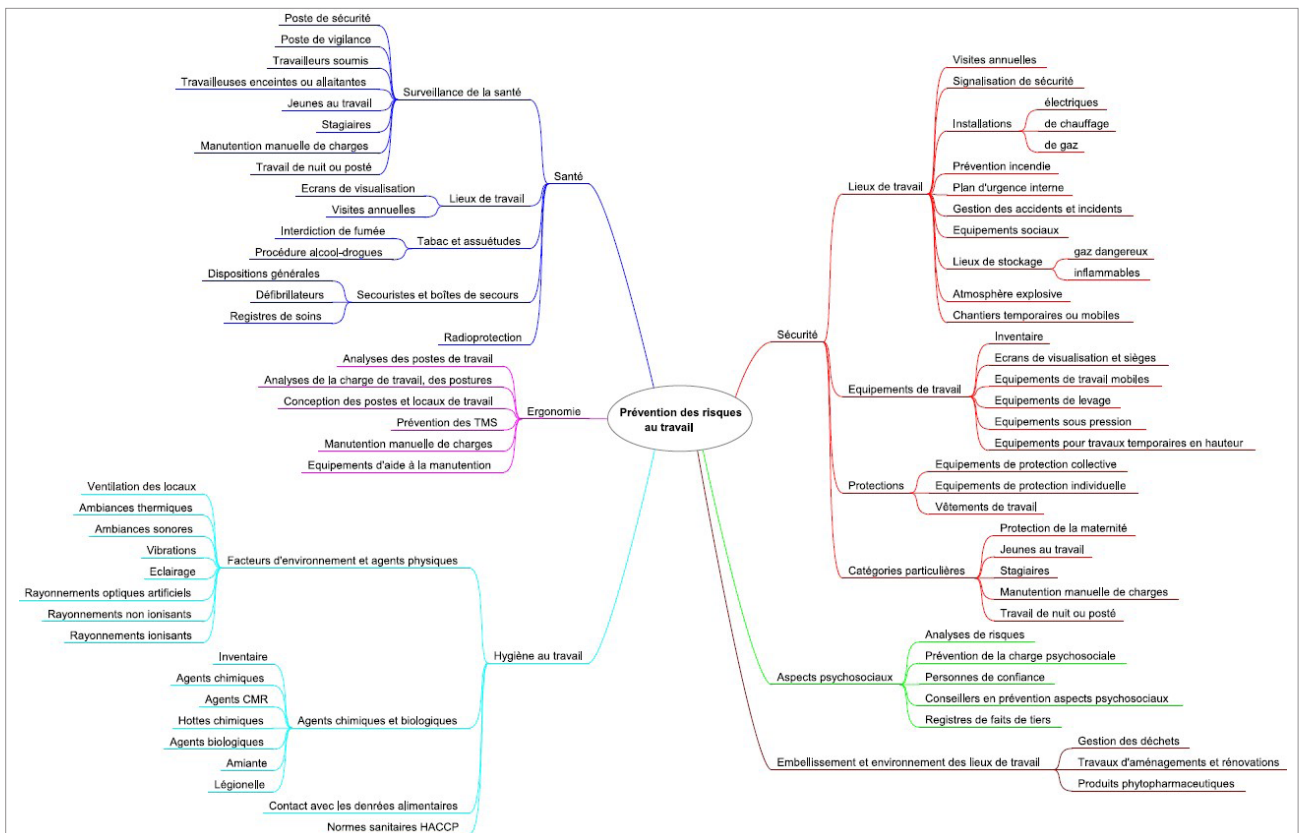 Prévention des risques
au travail
Santé
Surveillance de la santé
Poste de sécurité
Poste de vigilance
Travailleurs soumis
Travailleuses enceintes ou allaitantes
Jeunes au travail
Stagiaires
Manutention manuelle de charges
Travail de nuit ou posté
Lieux de travail
Ecrans de visualisation
Visites annuelles
Tabac et assuétudes
Interdiction de fumée
Procédure alcool-drogues
Secouristes et boîtes de secours
Dispositions générales
Défibrillateurs
Registres de soins
Radioprotection
Ergonomie
Analyses des postes de travail
Analyses de la charge de travail, des postures
Conception des postes et locaux de travail
Prévention des TMS
Manutention manuelle de charges
Equipements d'aide à la manutention
Hygiène au travail
Facteurs d'environnement et agents physiques
Ventilation des locaux
Ambiances thermiques
Ambiances sonores
Vibrations
Eclairage
Rayonnements optiques artificiels
Rayonnements non ionisants
Rayonnements ionisants
Agents chimiques et biologiques
Inventaire
Agents chimiques
Agents CMR
Hottes chimiques
Agents biologiques
Amiante
Légionelle
Contact avec les denrées alimentaires
Normes sanitaires HACCP
Sécurité
Lieux de travail
Visites annuelles
Signalisation de sécurité
Installations
électriques
de chauffage
de gaz
Prévention incendie
Plan d'urgence interne
Gestion des accidents et incidents
Equipements sociaux
Lieux de stockage
gaz dangereux
inflammables
Atmosphère explosive
Chantiers temporaires ou mobiles
Equipements de travail
Inventaire
Ecrans de visualisation et sièges
Equipements de travail mobiles
Equipements de levage
Equipements sous pression
Equipements pour travaux temporaires en hauteur
Protections
Equipements de protection collective
Equipements de protection individuelle
Vêtements de travail
Catégories particulières
Protection de la maternité
Jeunes au travail
Stagiaires
Manutention manuelle de charges
Travail de nuit ou posté
Aspects psychosociaux
Analyses de risques
Prévention de la charge psychosociale
Personnes de confiance
Conseillers en prévention aspects psychosociaux
Registres de faits de tiers
Embellissement et environnement des lieux de travail
Gestion des déchets
Travaux d'aménagements et rénovations
Produits phytopharmaceutiques